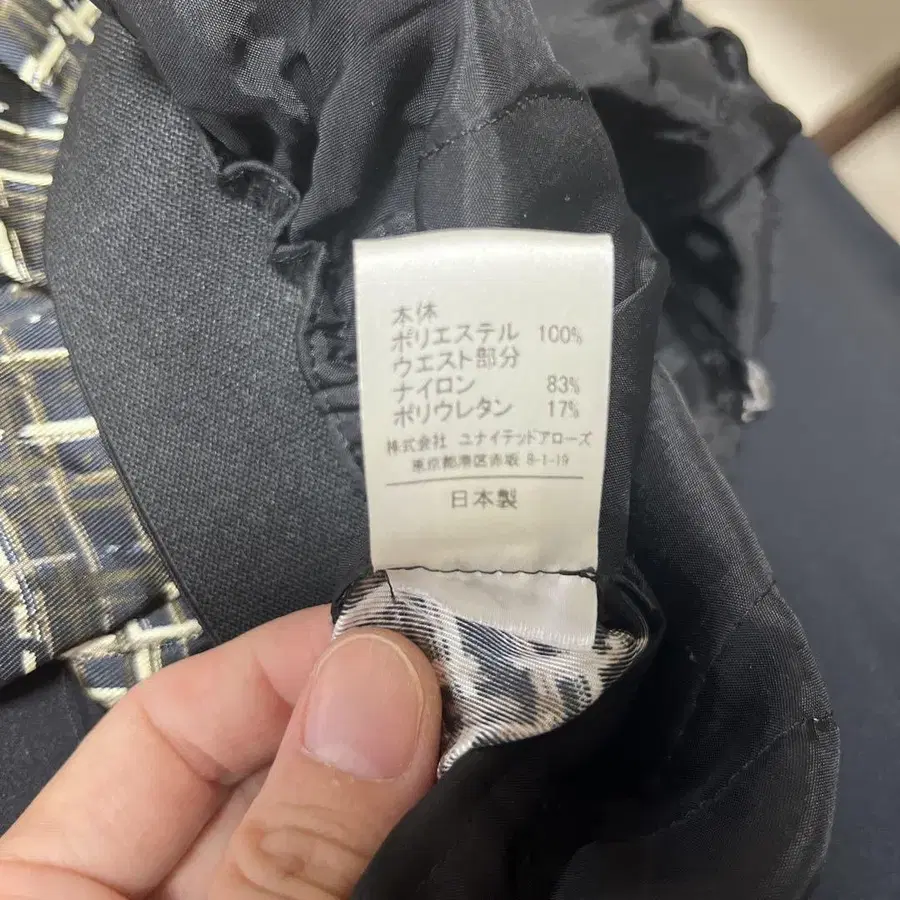 本体
ポリエステル 100%
ウエスト部分
ナイロン 83%
ポリウレタン 17%
株式会社 ユナイテッドアローズ
東京都港区赤坂 8-1-19
日本製